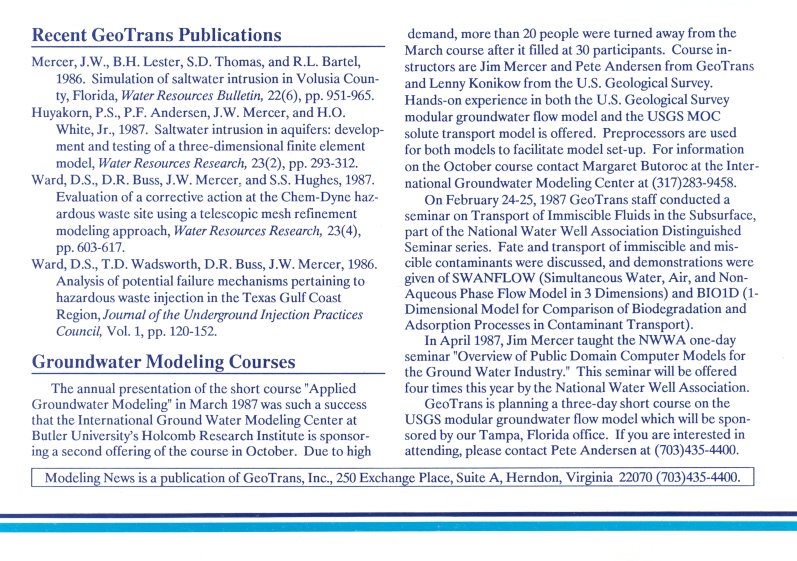 Recent GeoTrans Publications
Mercer, J.W., B.H. Lester, S.D. Thomas, and R.L. Bartel,
1986. Simulation of saltwater intrusion in Volusia Coun-
ty, Florida, Water Resources Bulletin, 22(6), pp. 951-965.
Huyakorn, P.S., P.F. Andersen, J.W. Mercer, and H.O.
White, Jr., 1987. Saltwater intrusion in aquifers: develop-
ment and testing of a three-dimensional finite element
model, Water Resources Research, 23(2), pp. 293-312.
Ward, D.S., D.R. Buss, J.W. Mercer, and S.S. Hughes, 1987.
Evaluation of a corrective action at the Chem-Dyne haz-
ardous waste site using a telescopic mesh refinement
modeling approach, Water Resources Research, 23(4),
pp. 603-617.
Ward, D.S., T.D. Wadsworth, D.R. Buss, J.W. Mercer, 1986.
Analysis of potential failure mechanisms pertaining to
hazardous waste injection in the Texas Gulf Coast
Region, Journal of the Underground Injection Practices
Council, Vol. 1, pp. 120-152.
Groundwater Modeling Courses
The annual presentation of the short course "Applied
Groundwater Modeling" in March 1987 was such a success
that the International Ground Water Modeling Center at
Butler University's Holcomb Research Institute is sponsor-
ing a second offering of the course in October. Due to high
demand, more than 20 people were turned away from the
March course after it filled at 30 participants. Course in-
structors are Jim Mercer and Pete Andersen from GeoTrans
and Lenny Konikow from the U.S. Geological Survey.
Hands-on experience in both the U.S. Geological Survey
modular groundwater flow model and the USGS MOC
solute transport model is offered. Preprocessors are used
for both models to facilitate model set-up. For information
on the October course contact Margaret Butoroc at the Inter-
national Groundwater Modeling Center at (317)283-9458.
On February 24-25, 1987 GeoTrans staff conducted a
seminar on Transport of Immiscible Fluids in the Subsurface,
part of the National Water Well Association Distinguished
Seminar series. Fate and transport of immiscible and mis-
cible contaminants were discussed, and demonstrations were
given of SWANFLOW (Simultaneous Water, Air, and Non-
Aqueous Phase Flow Model in 3 Dimensions) and BIO1D (1-
Dimensional Model for Comparison of Biodegradation and
Adsorption Processes in Contaminant Transport).
In April 1987, Jim Mercer taught the NWWA one-day
seminar "Overview of Public Domain Computer Models for
the Ground Water Industry." This seminar will be offered
four times this year by the National Water Well Association.
GeoTrans is planning a three-day short course on the
USGS modular groundwater flow model which will be spon-
sored by our Tampa, Florida office. If you are interested in
attending, please contact Pete Andersen at (703)435-4400.
Modeling News is a publication of GeoTrans, Inc., 250 Exchange Place, Suite A, Herndon, Virginia 22070 (703)435-4400.